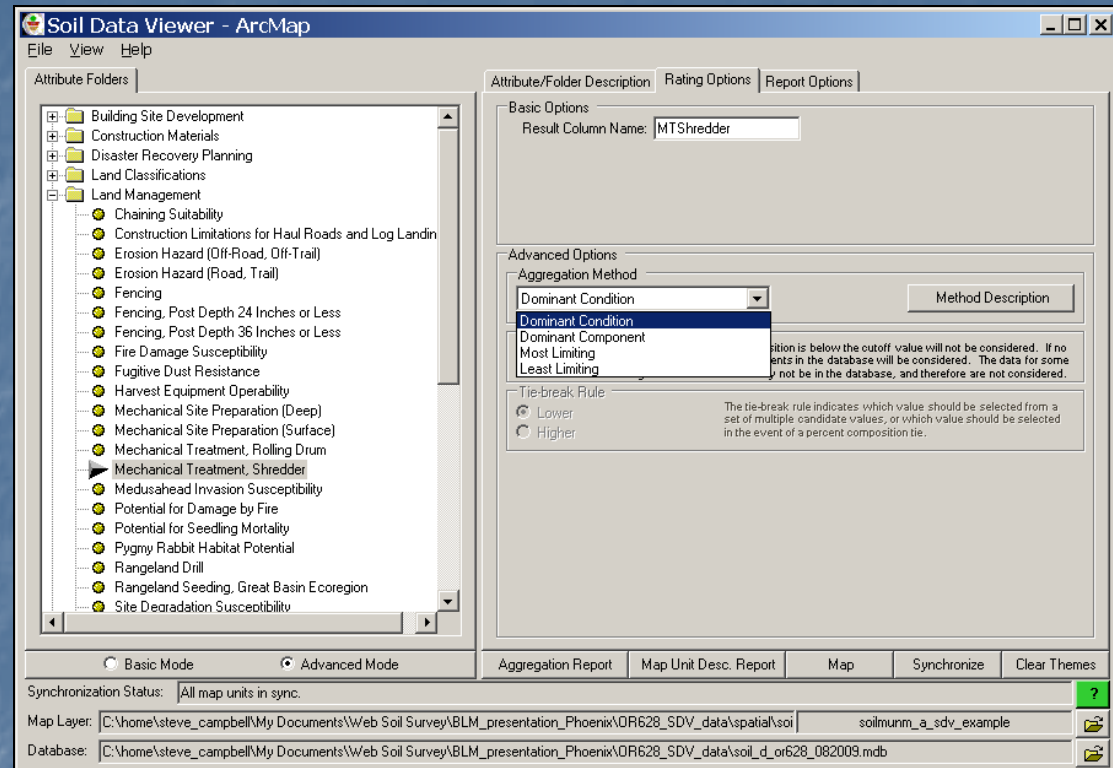 Soil Data Viewer - ArcMap
File View Help
Attribute Folders
Building Site Development
Construction Materials
Disaster Recovery Planning
Land Classifications
Land Management
Chaining Suitability
Construction Limitations for Haul Roads and Log Landin
Erosion Hazard (Off-Road, Off-Trail)
Erosion Hazard (Road, Trail)
Fencing
Fencing, Post Depth 24 Inches or Less
Fencing, Post Depth 36 Inches or Less
Fire Damage Susceptibility
Fugitive Dust Resistance
Harvest Equipment Operability
Mechanical Site Preparation (Deep)
Mechanical Site Preparation (Surface)
Mechanical Treatment, Rolling Drum
Mechanical Treatment, Shredder
Medusahead Invasion Susceptibility
Potential for Damage by Fire
Potential for Seedling Mortality
Pygmy Rabbit Habitat Potential
Rangeland Drill
Rangeland Seeding, Great Basin Ecoregion
Site Degradation Susceptibility
Basic Mode Advanced Mode
Attribute/Folder Description Rating Options Report Options
Basic Options
Result Column Name: MTShredder
Advanced Options
Aggregation Method
Dominant Condition Method Description
Dominant Condition
Dominant Component
Most Limiting
Least Limiting
sition is below the cutoff value will not be considered. If no
ents in the database will be considered. The data for some
y not be in the database, and therefore are not considered.
Tie-break Rule
Lower
Higher
The tie-break rule indicates which value should be selected from a
set of multiple candidate values, or which value should be selected
in the event of a percent composition tie.
Aggregation Report Map Unit Desc. Report Map Synchronize Clear Themes
Synchronization Status: All map units in sync. ?
Map Layer: C:\home\steve_campbell\My Documents\Web Soil Survey\BLM_presentation_Phoenix\OR628_SDV_data\spatial\soi soilmunm_a_sdv_example
Database: C:\home\steve_campbell\My Documents\Web Soil Survey\BLM_presentation_Phoenix\OR628_SDV_data\soil_d_or628_082009.mdb